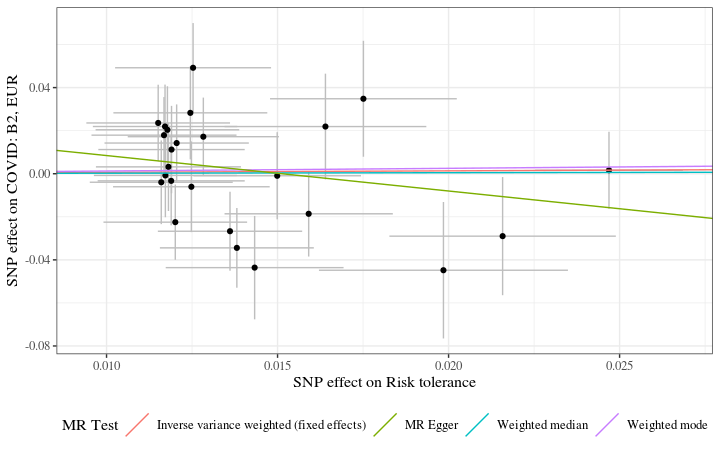 SNP effect on COVID: B2, EUR
0.04
0.00
-0.04
-0.08
0.010
0.015
0.020
0.025
SNP effect on Risk tolerance
MR Test
Inverse variance weighted (fixed effects)
MR Egger
Weighted median
Weighted mode